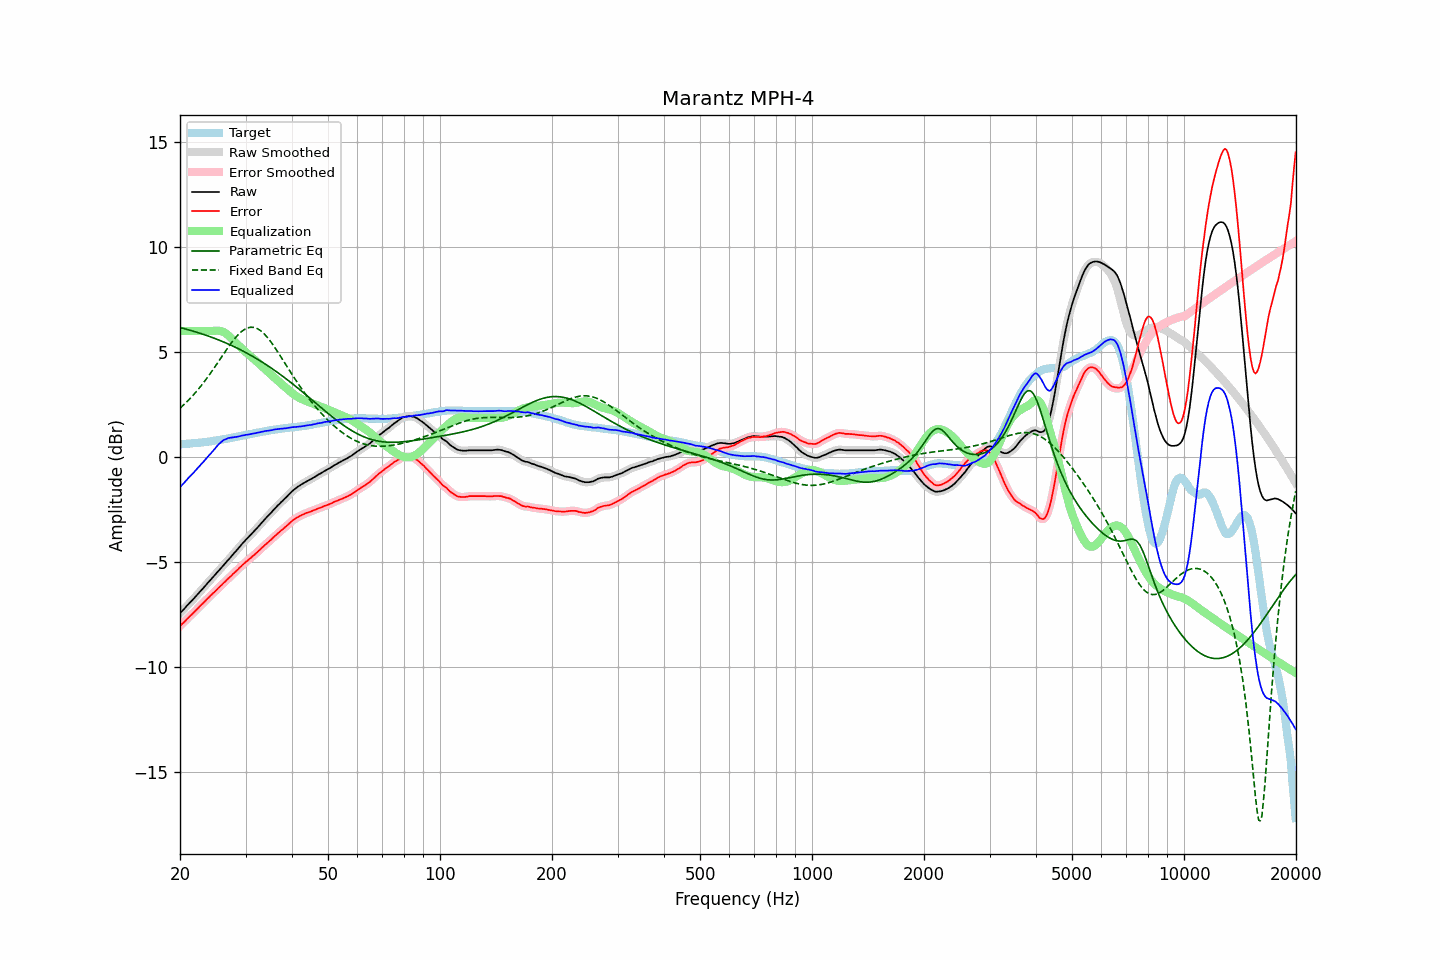 Marantz MPH-4
Target
Raw Smoothed
Error Smoothed
Raw
Error
Equalization
Parametric Eq
Fixed Band Eq
Equalized
Amplitude (dBr)
15
10
5
0
−5
−10
−15
20 50 100 200 500 1000 2000 5000 10000 20000
Frequency (Hz)